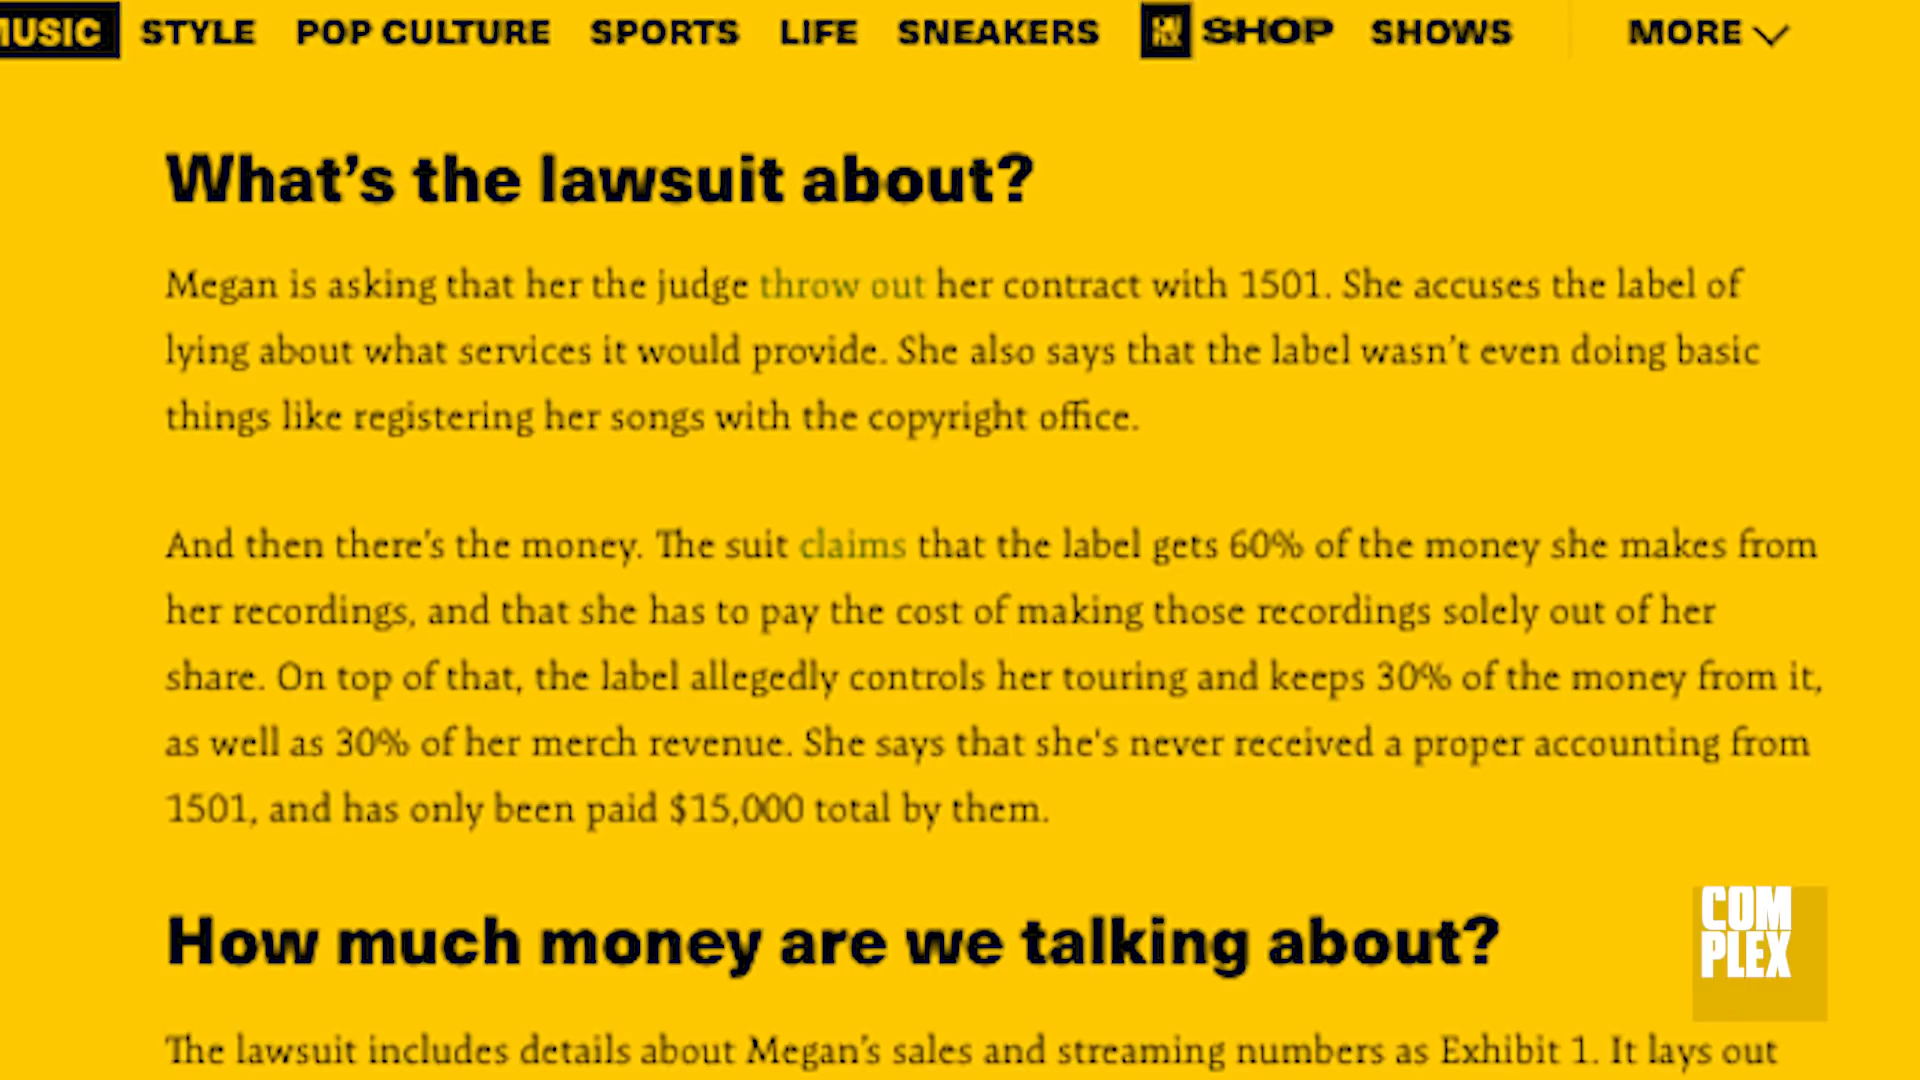 MUSIC STYLE POP CULTURE SPORTS LIFE SNEAKERS SHOP SHOWS MORE
What’s the lawsuit about?
Megan is asking that her the judge throw out her contract with 1501. She accuses the label of
lying about what services it would provide. She also says that the label wasn’t even doing basic
things like registering her songs with the copyright office.
And then there’s the money. The suit claims that the label gets 60% of the money she makes from
her recordings, and that she has to pay the cost of making those recordings solely out of her
share. On top of that, the label allegedly controls her touring and keeps 30% of the money from it,
as well as 30% of her merch revenue. She says that she's never received a proper accounting from
1501, and has only been paid $15,000 total by them.
How much money are we talking about?
COM
PLEX
The lawsuit includes details about Megan’s sales and streaming numbers as Exhibit 1. It lays out